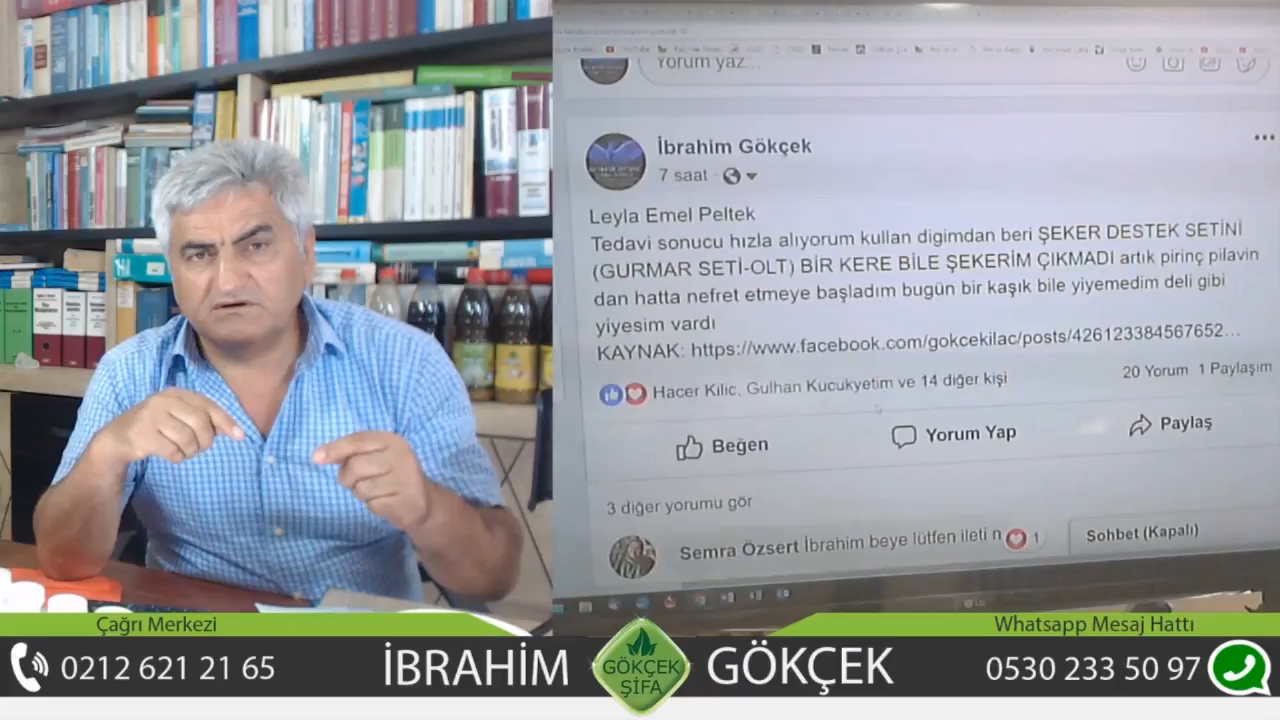 Yorum yaz...
İbrahim Gökçek
7 saat
Leyla Emel Peltek
Tedavi sonucu hızla alıyorum kullan digimdan beri ŞEKER DESTEK SETİNİ
(GURMAR SETİ-OLT) BİR KERE BİLE ŞEKERİM ÇIKMADI artık pirinç pilavin
dan hatta nefret etmeye başladım bugün bir kaşık bile yiyemedim deli gibi
yiyesim vardı
KAYNAK: https://www.facebook.com/gokcekilac/posts/426123384567652...
Hacer Kilic, Gulhan Kucukyetim ve 14 diğer kişi
20 Yorum 1 Paylaşım
Beğen
Yorum Yap
Paylaş
3 diğer yorumu gör
Semra Özsert İbrahim beye lütfen ileti n
1
Sohbet (Kapalı)
Çağrı Merkezi
Whatsapp Mesaj Hattı
0212 621 21 65
İBRAHİM
GÖKÇEK
ŞİFA
GÖKÇEK
0530 233 50 97